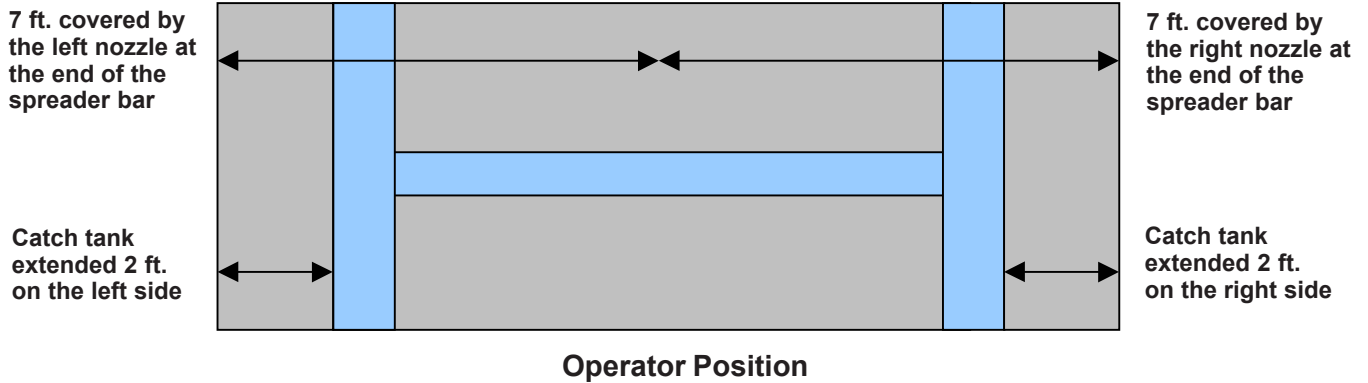 7 ft. covered by
the left nozzle at
the end of the
spreader bar
7 ft. covered by
the right nozzle at
the end of the
spreader bar
Catch tank
extended 2 ft.
on the left side
Catch tank
extended 2 ft.
on the right side
Operator Position